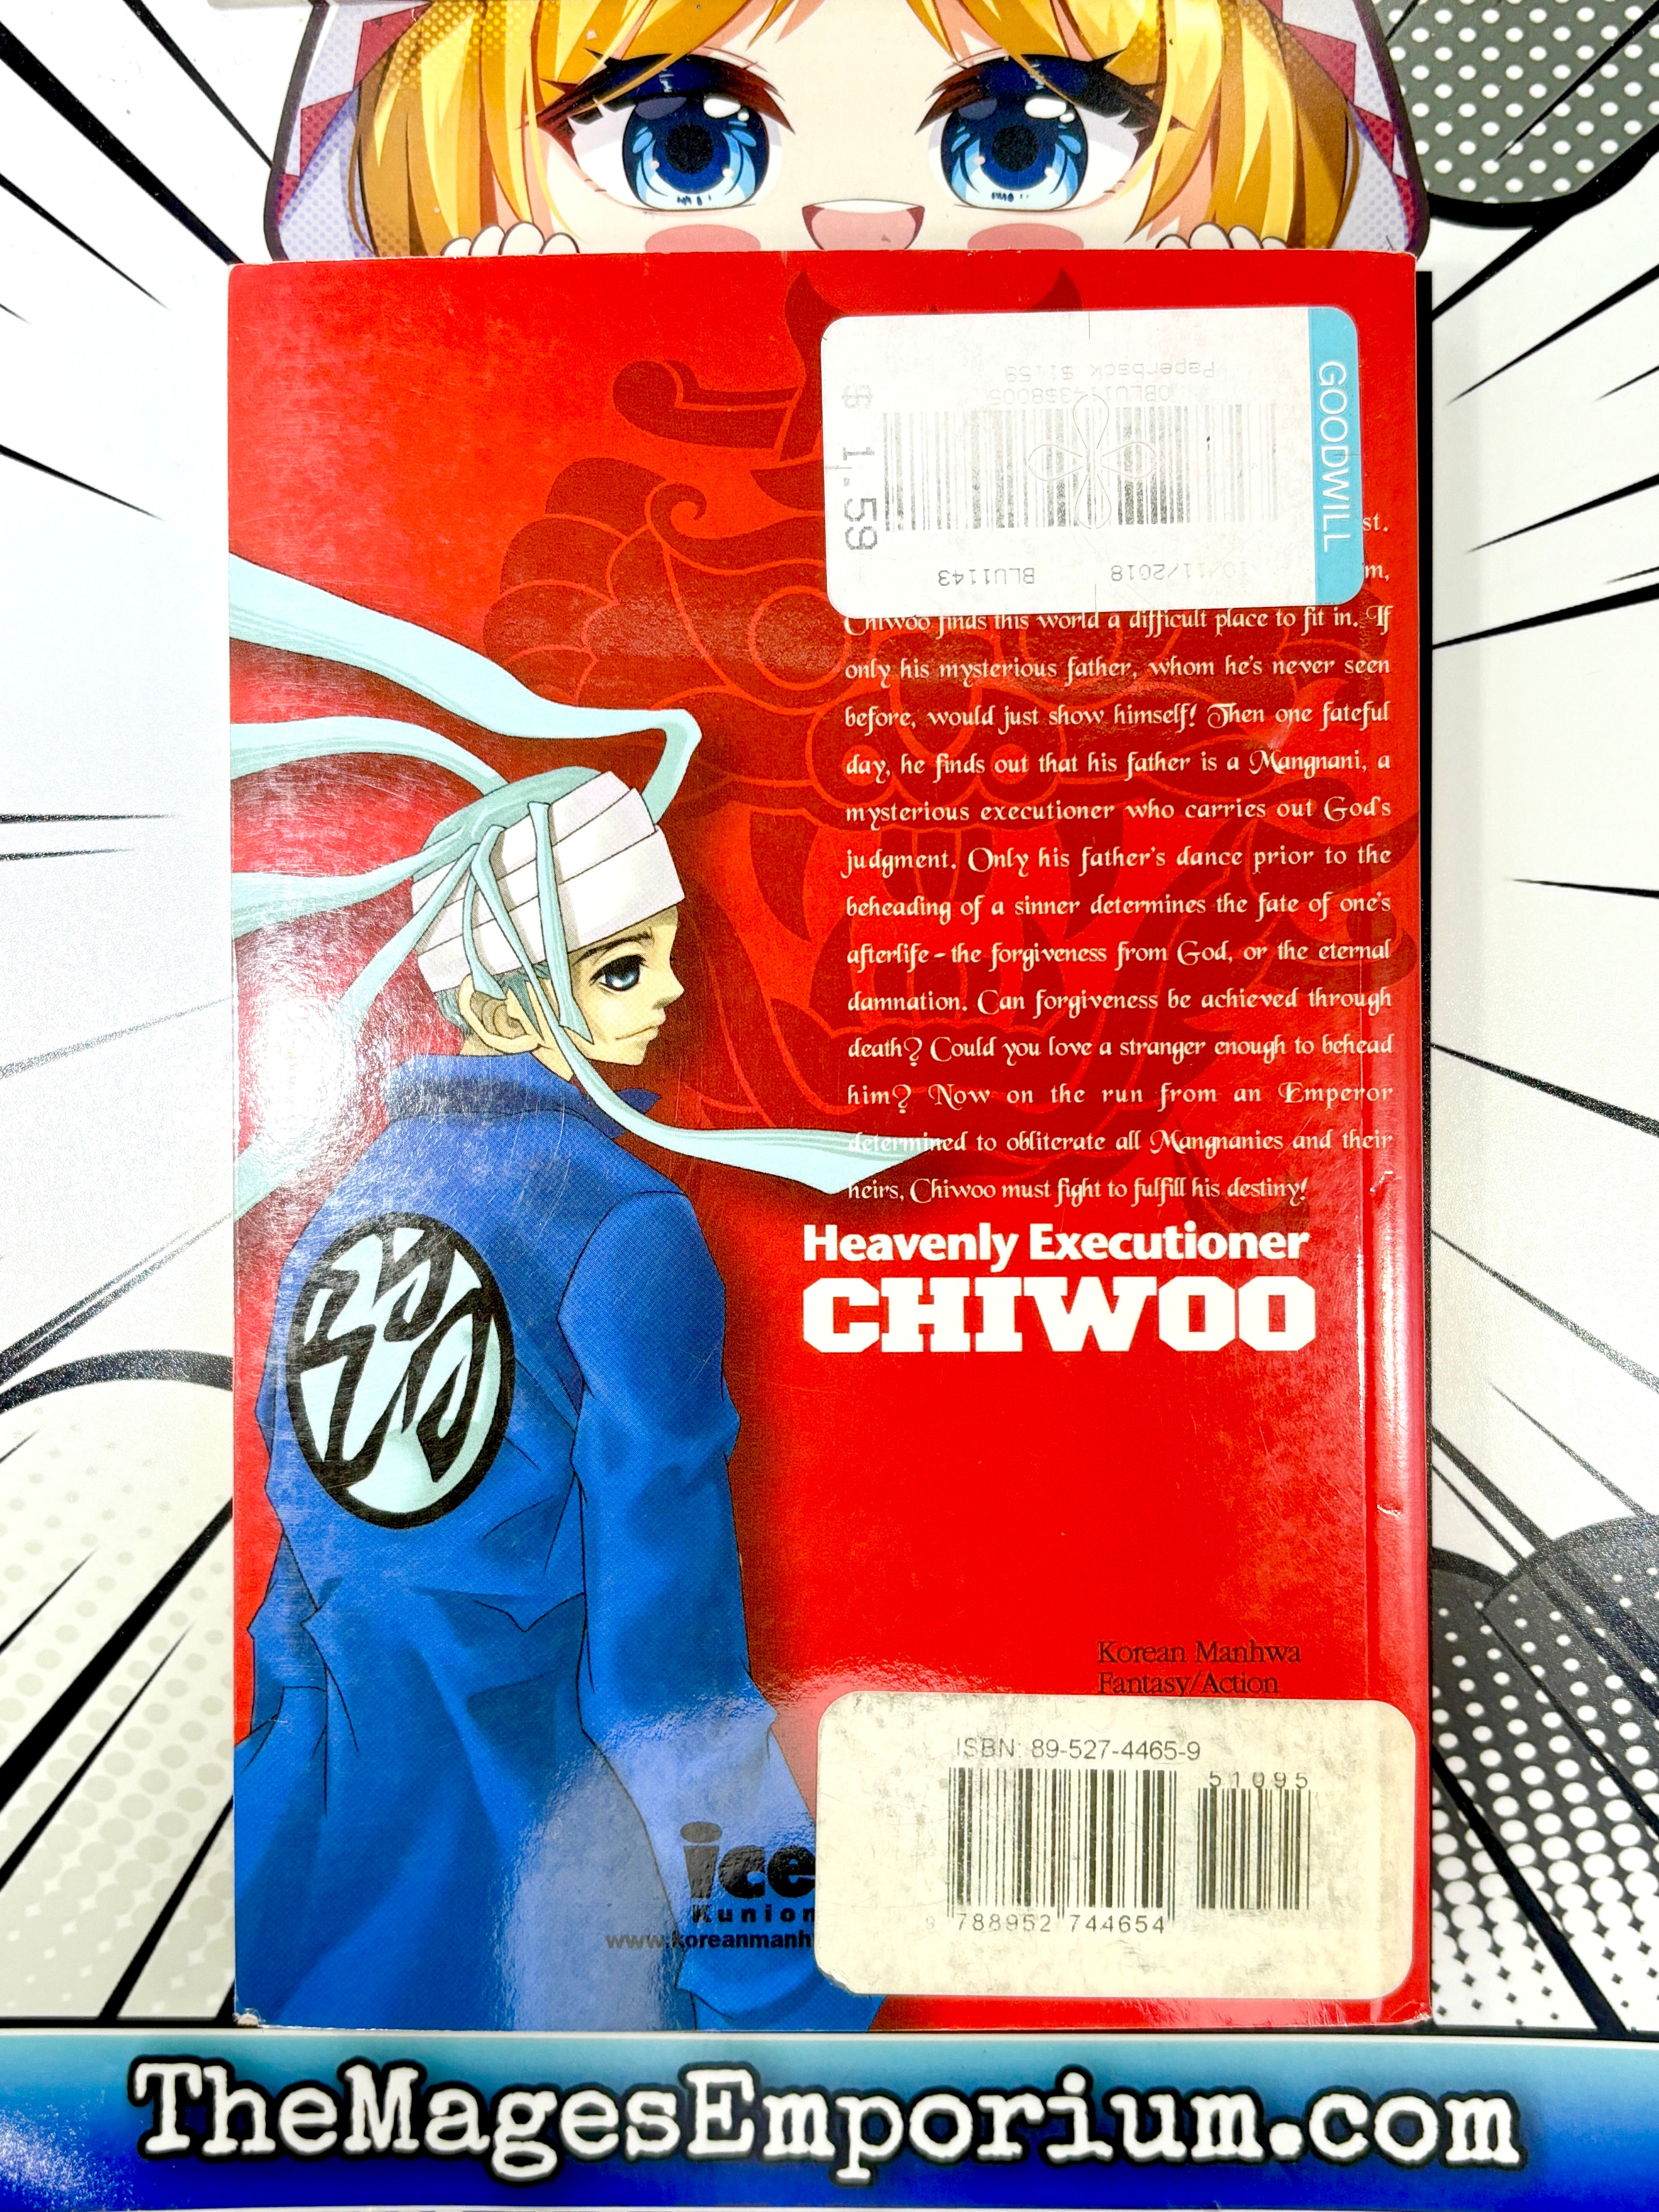 GOODWILL
Paperback $1159
$ 1.59
BLU1143
10/11/2018
st.
m,
Chiwoo finds this world a difficult place to fit in. If
only his mysterious father, whom he's never seen
before, would just show himself! Then one fateful
day, he finds out that his father is a Mangnani, a
mysterious executioner who carries out God's
judgment. Only his father's dance prior to the
beheading of a sinner determines the fate of one's
afterlife - the forgiveness from God, or the eternal
damnation. Can forgiveness be achieved through
death? Could you love a stranger enough to behead
him? Now on the run from an Emperor
determined to obliterate all Mangnanies and their
heirs, Chiwoo must fight to fulfill his destiny!
Heavenly Executioner
CHIWOO
Korean Manhwa
Fantasy/Action
ISBN: 89-527-4465-9
51095
9 788952 744654
ice
Kunion
www.koreanmanh
TheMagesEmporium.com